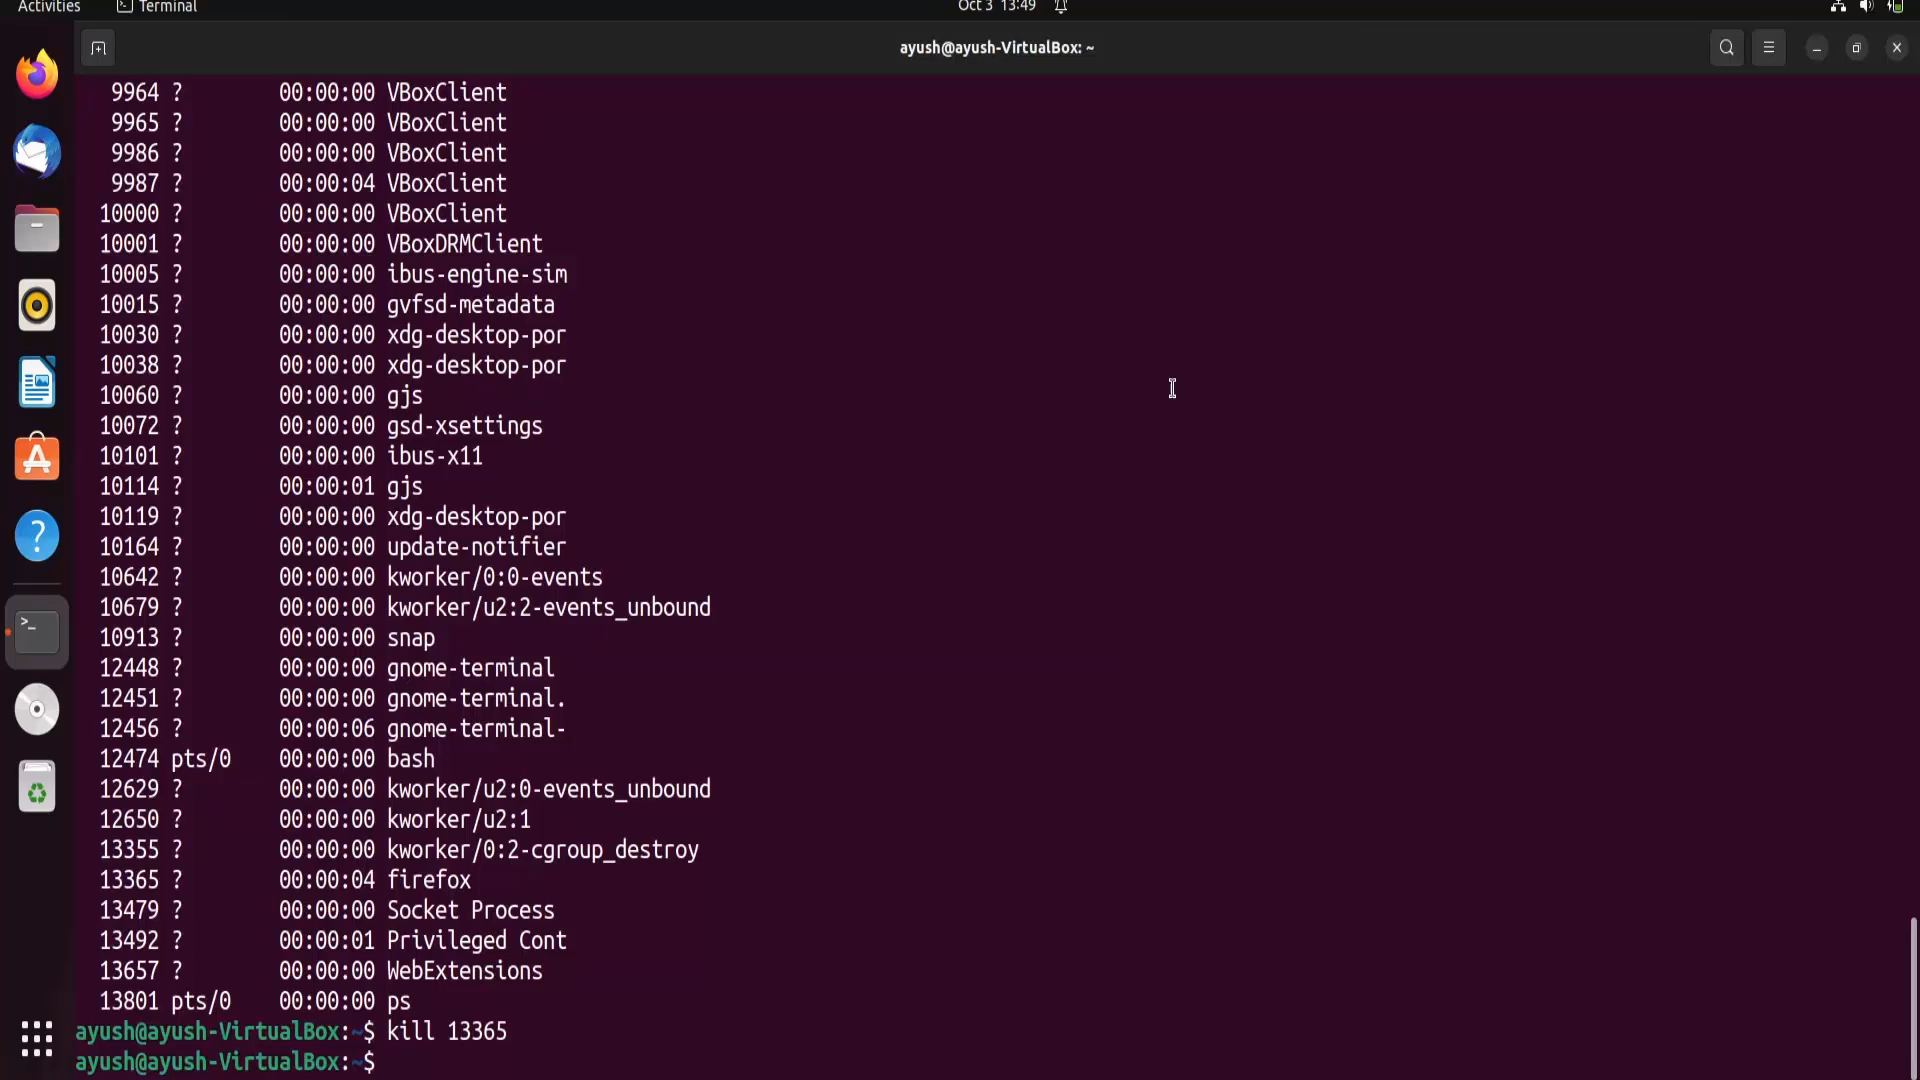 Activities Terminal Oct 3 13:49
ayush@ayush-VirtualBox: ~
9964 ? 00:00:00 VBoxClient
9965 ? 00:00:00 VBoxClient
9986 ? 00:00:00 VBoxClient
9987 ? 00:00:04 VBoxClient
10000 ? 00:00:00 VBoxClient
10001 ? 00:00:00 VBoxDRMClient
10005 ? 00:00:00 ibus-engine-sim
10015 ? 00:00:00 gvfsd-metadata
10030 ? 00:00:00 xdg-desktop-por
10038 ? 00:00:00 xdg-desktop-por
10060 ? 00:00:00 gjs
10072 ? 00:00:00 gsd-xsettings
10101 ? 00:00:00 ibus-x11
10114 ? 00:00:01 gjs
10119 ? 00:00:00 xdg-desktop-por
10164 ? 00:00:00 update-notifier
10642 ? 00:00:00 kworker/0:0-events
10679 ? 00:00:00 kworker/u2:2-events_unbound
10913 ? 00:00:00 snap
12448 ? 00:00:00 gnome-terminal
12451 ? 00:00:00 gnome-terminal.
12456 ? 00:00:06 gnome-terminal-
12474 pts/0 00:00:00 bash
12629 ? 00:00:00 kworker/u2:0-events_unbound
12650 ? 00:00:00 kworker/u2:1
13355 ? 00:00:00 kworker/0:2-cgroup_destroy
13365 ? 00:00:04 firefox
13479 ? 00:00:00 Socket Process
13492 ? 00:00:01 Privileged Cont
13657 ? 00:00:00 WebExtensions
13801 pts/0 00:00:00 ps
ayush@ayush-VirtualBox:~$ kill 13365
ayush@ayush-VirtualBox:~$